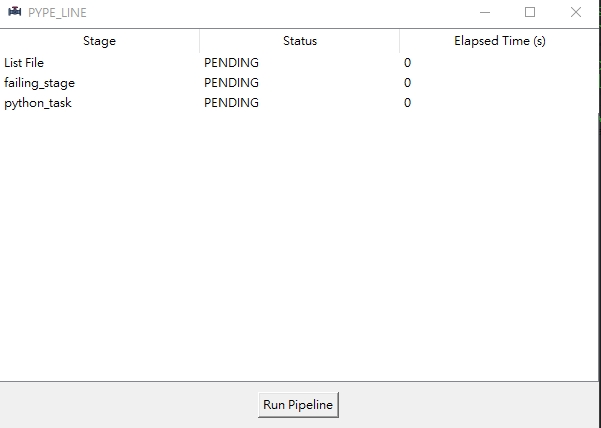 PYPE_LINE
Stage Status Elapsed Time (s)
List File PENDING 0
failing_stage PENDING 0
python_task PENDING 0
Run Pipeline